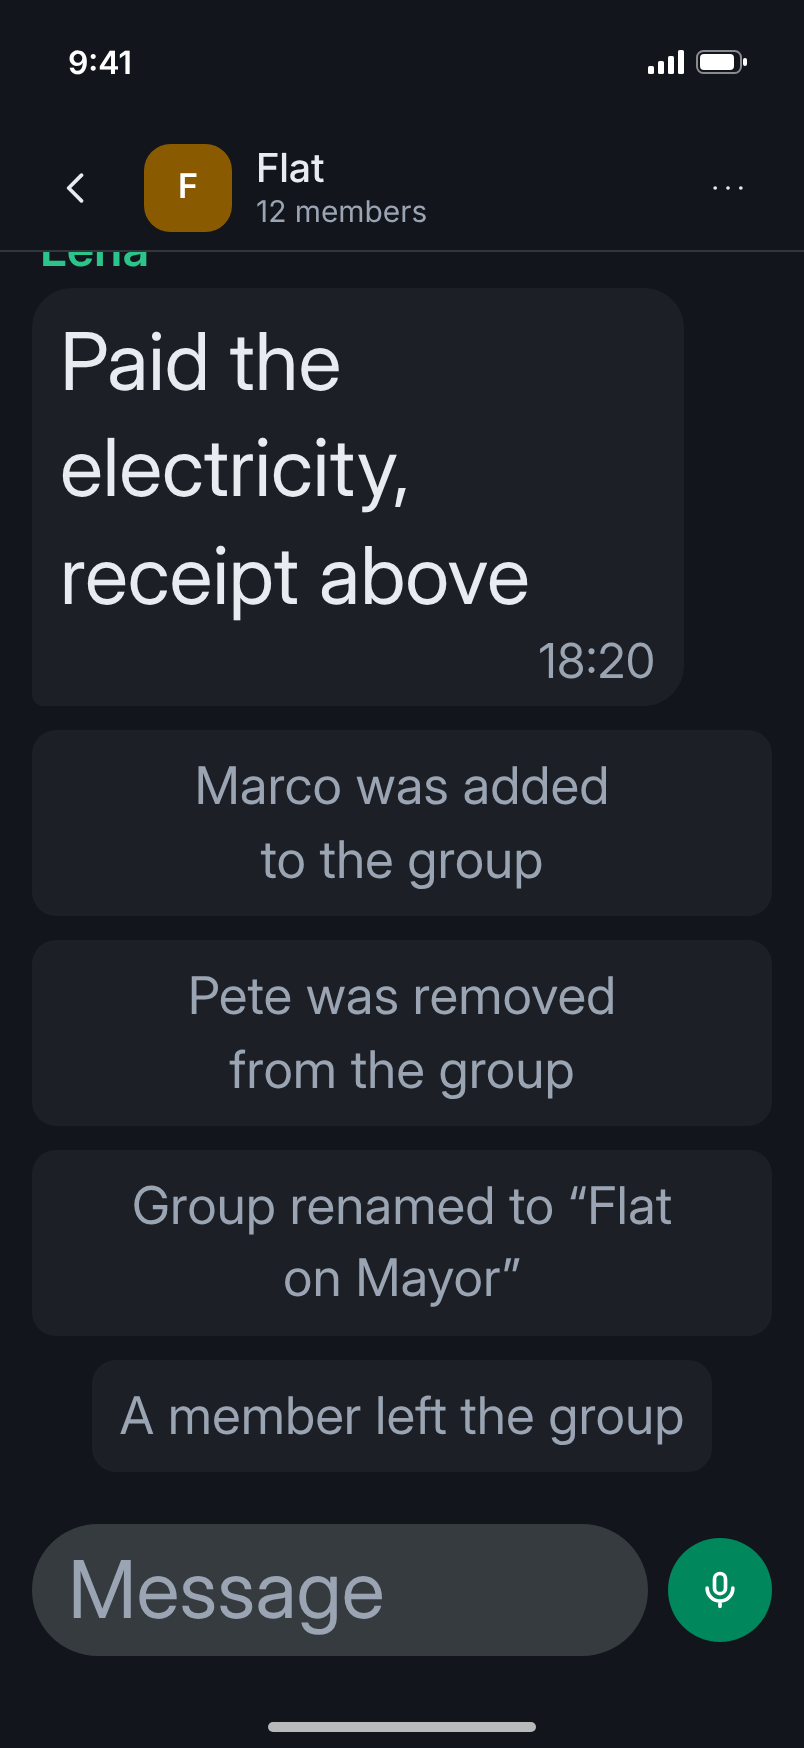 9:41
F
Flat
12 members
Lena
Paid the
electricity,
receipt above
18:20
Marco was added
to the group
Pete was removed
from the group
Group renamed to “Flat
on Mayor”
A member left the group
Message